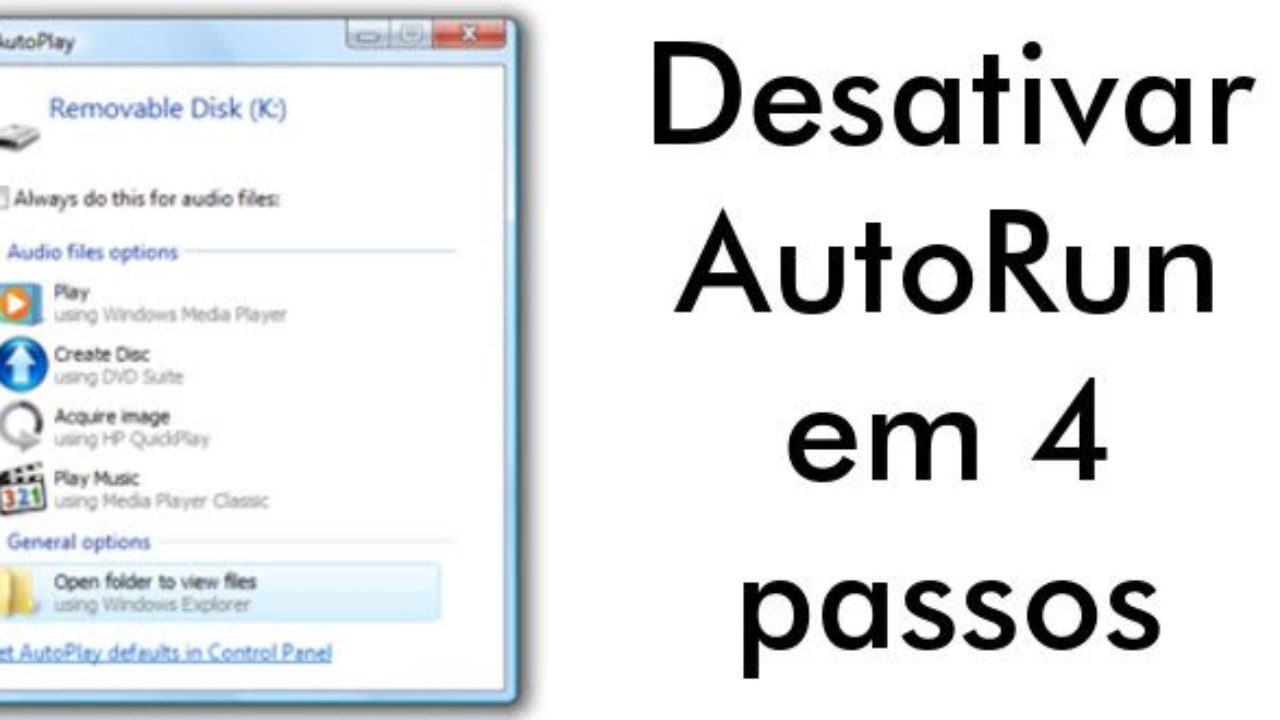 AutoPlay
Removable Disk (K:)
Always do this for audio files:
Audio files options
Play
using Windows Media Player
Create Disc
using DVD Suite
Acquire image
using HP QuickPlay
321
Play Music
using Media Player Classic
General options
Open folder to view files
using Windows Explorer
et AutoPlay defaults in Control Panel
Desativar
AutoRun
em 4
passos